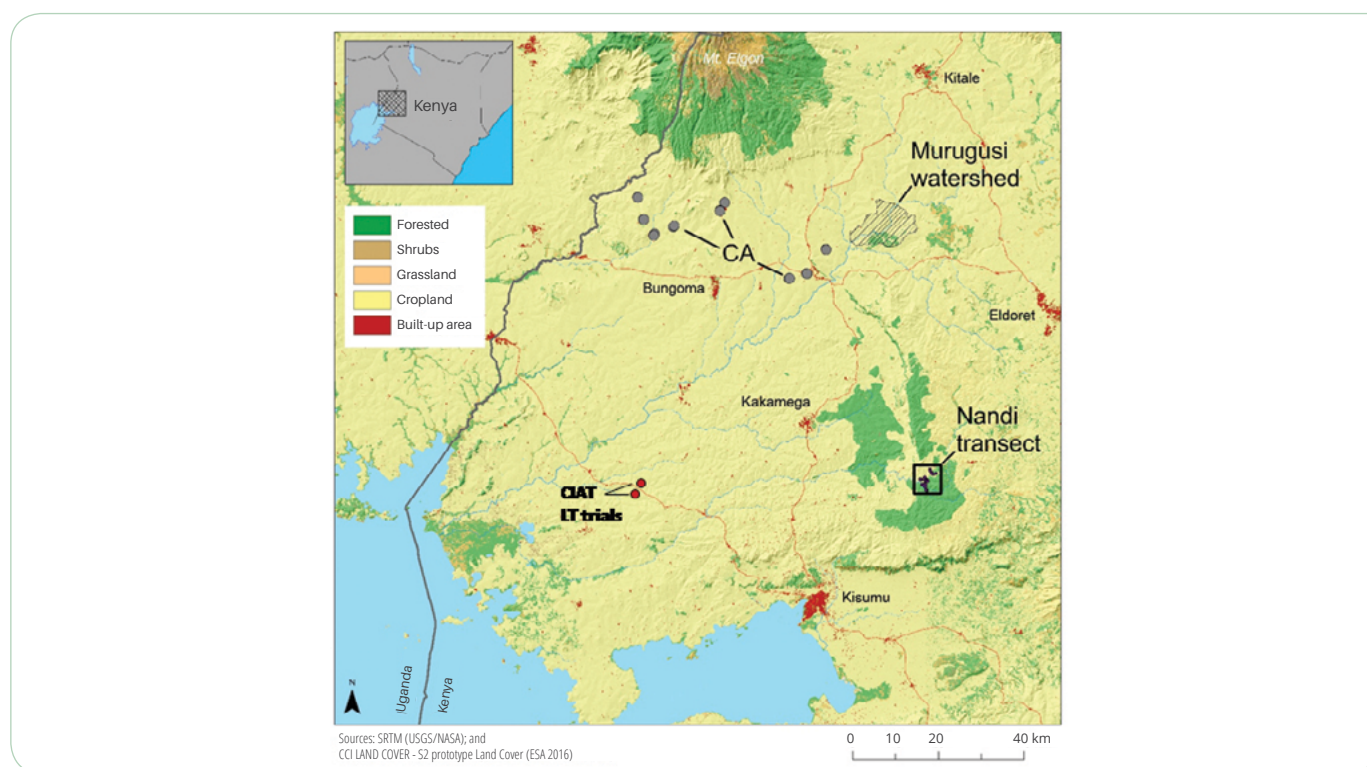 Mt. Elgon
Kitale
Kenya
Murugusi
watershed
Forested
Shrubs
Grassland
Cropland
Built-up area
CA
Bungoma
Eldoret
Kakamega
Nandi
transect
CIAT
LT trials
Kisumu
N
Uganda
Kenya
Sources: SRTM (USGS/NASA); and
CCI LAND COVER - S2 prototype Land Cover (ESA 2016)
0 10 20 40 km